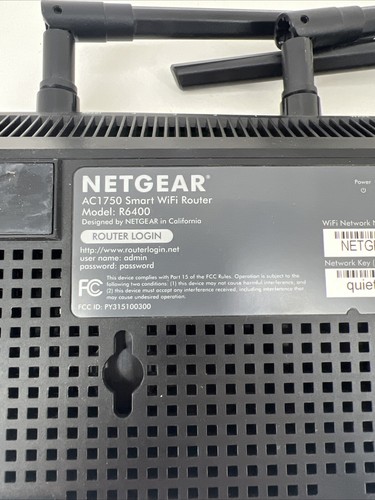 NETGEAR®
AC1750 Smart WiFi Router
Model: R6400
Designed by NETGEAR in California
ROUTER LOGIN
http://www.routerlogin.net
user name: admin
password: password
This device complies with Part 15 of the FCC Rules. Operation is subject to the
following two conditions: (1) this device may not cause harmful interference, and
(2) this device must accept any interference received, including interference that
may cause undesired operation.
FC
FCC ID: PY315100300
Power
WiFi Network N
NETG
Network Key (
quiet